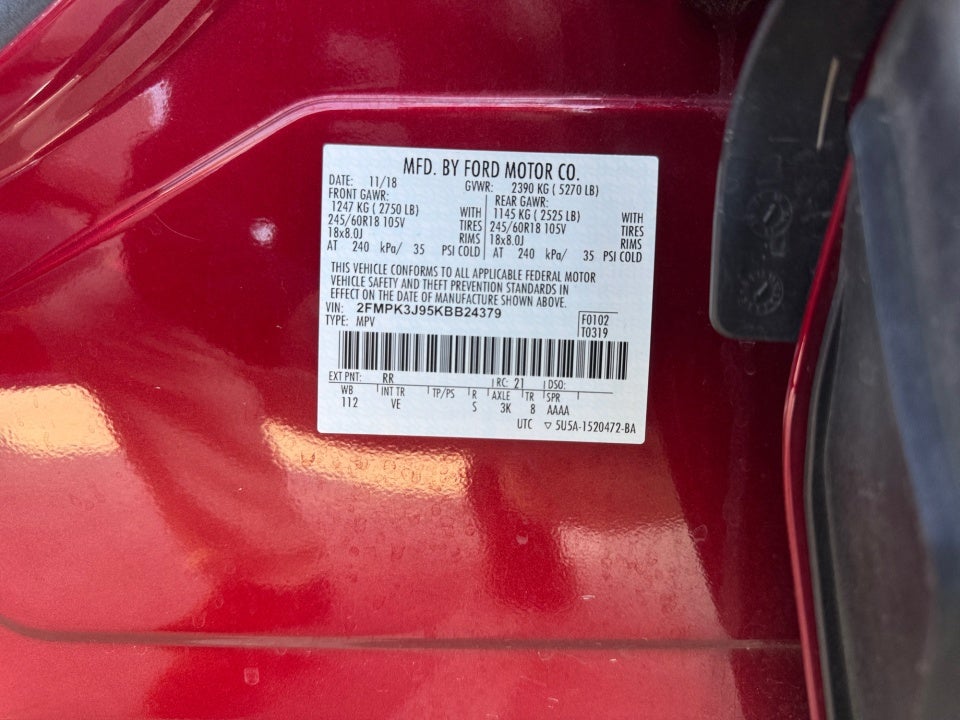 MFD. BY FORD MOTOR CO.
DATE: 11/18 GVWR: 2390 KG ( 5270 LB)
FRONT GAWR: REAR GAWR:
1247 KG ( 2750 LB) WITH 1145 KG ( 2525 LB) WITH
245/60R18 105V TIRES 245/60R18 105V TIRES
18x8.0J RIMS 18x8.0J RIMS
AT 240 kPa/ 35 PSI COLD AT 240 kPa/ 35 PSI COLD
THIS VEHICLE CONFORMS TO ALL APPLICABLE FEDERAL MOTOR
VEHICLE SAFETY AND THEFT PREVENTION STANDARDS IN
EFFECT ON THE DATE OF MANUFACTURE SHOWN ABOVE.
VIN: 2FMPK3J95KBB24379 F0102
TYPE: MPV T0319
EXT PNT: RR RC: 21 DSO:
WB INT TR TP/PS R AXLE TR SPR
112 VE S 3K 8 AAAA
UTC ▽ 5U5A-1520472-BA